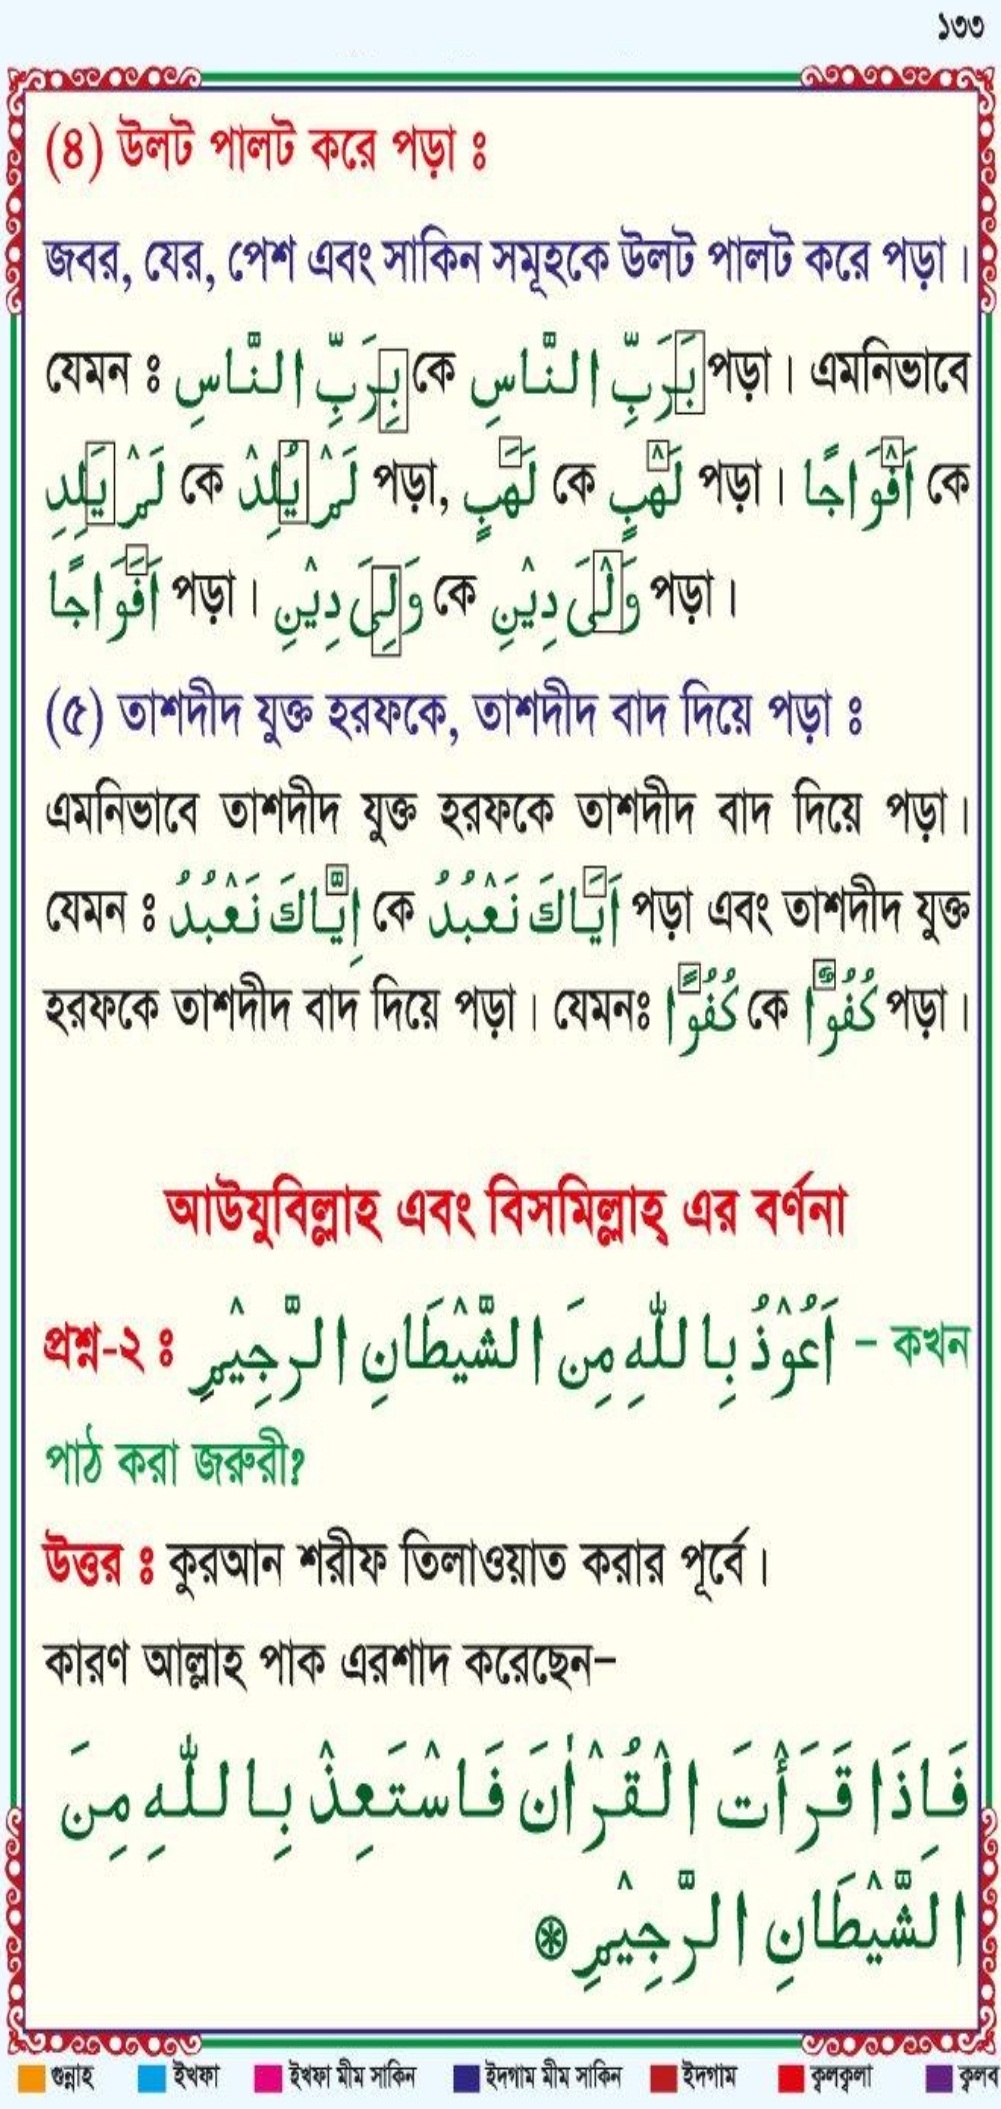 ১৩৩
(৪) উলট পালট করে পড়া ঃ
জবর, যের, পেশ এবং সাকিন সমূহকে উলট পালট করে পড়া।
যেমন ঃ بِرَبِّ النَّاسِ কে بَرَبِّ النَّاسِ পড়া। এমনিভাবে
لَمْ يَلِدِ কে لَمْ يُلِدْ পড়া, لَهَبٍ কে لَهْبٍ পড়া। اَفْوَاجًا কে
اَفَوَاجًا পড়া। وَلِىَ دِيْنِ কে وَلْىَ دِيْنِ পড়া।
(৫) তাশদীদ যুক্ত হরফকে, তাশদীদ বাদ দিয়ে পড়া ঃ
এমনিভাবে তাশদীদ যুক্ত হরফকে তাশদীদ বাদ দিয়ে পড়া।
যেমন ঃ اِيَّاكَ نَعْبُدُ কে اَيَاكَ نَعْبُدُ পড়া এবং তাশদীদ যুক্ত
হরফকে তাশদীদ বাদ দিয়ে পড়া। যেমনঃ كُفُوًا কে كُفُوًّا পড়া।
আউযুবিল্লাহ এবং বিসমিল্লাহ্ এর বর্ণনা
প্রশ্ন-২ ঃ اَعُوْذُ بِاللّٰهِ مِنَ الشَّيْطَانِ الرَّجِيْمِ – কখন
পাঠ করা জরুরী?
উত্তর ঃ কুরআন শরীফ তিলাওয়াত করার পূর্বে।
কারণ আল্লাহ পাক এরশাদ করেছেন–
فَاِذَا قَرَأْتَ الْقُرْاٰنَ فَاسْتَعِذْ بِاللّٰهِ مِنَ
الشَّيْطَانِ الرَّجِيْمِ ۞
গুন্নাহ ইখফা ইখফা মীম সাকিন ইদগাম মীম সাকিন ইদগাম ক্বলক্বলা ক্বলব